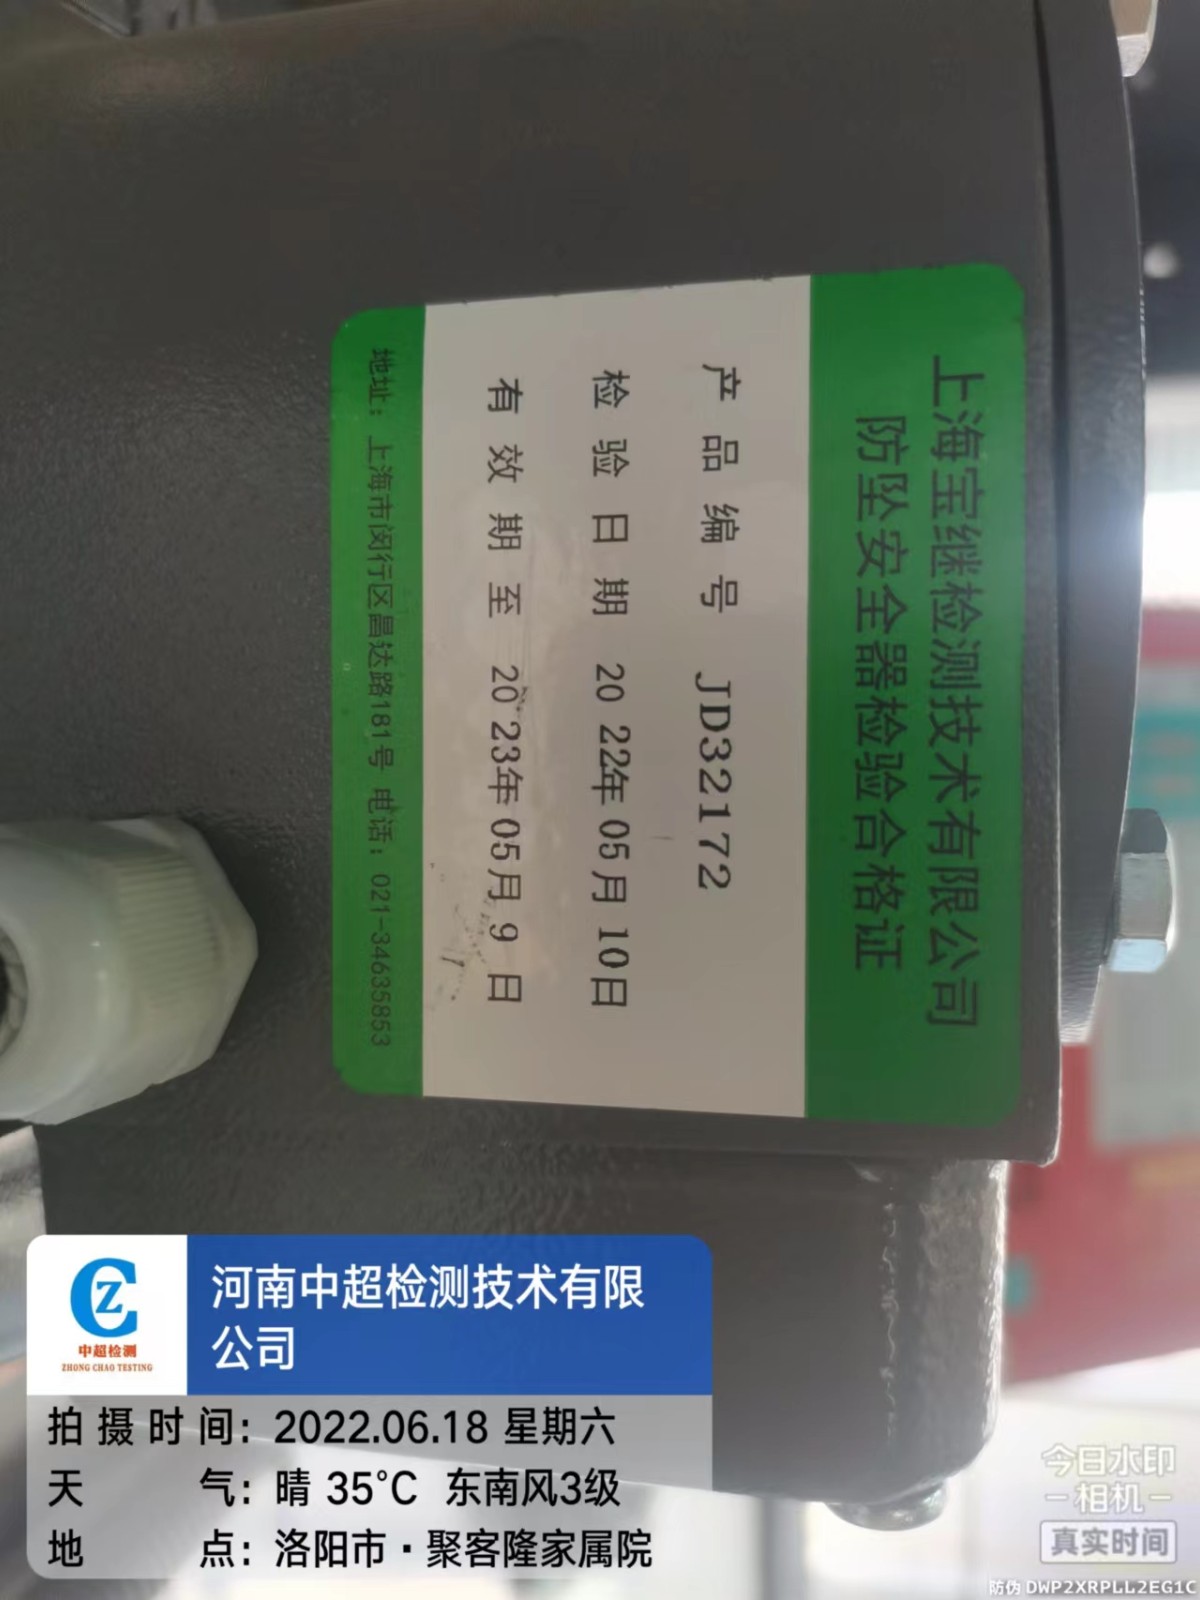 上海宝继检测技术有限公司
防坠安全器检验合格证
产品编号 JD32172
检验日期 2022年05月10日
有效期至 2023年05月9日
地址：上海市闵行区昌达路181号 电话：021-34635853
CZ
中超检测
ZHONG CHAO TESTING
河南中超检测技术有限
公司
拍摄时间：2022.06.18 星期六
天气：晴 35℃ 东南风3级
地点：洛阳市·聚客隆家属院
今日水印
-相机-
真实时间
防伪 DWP2XRPLL2EG1C